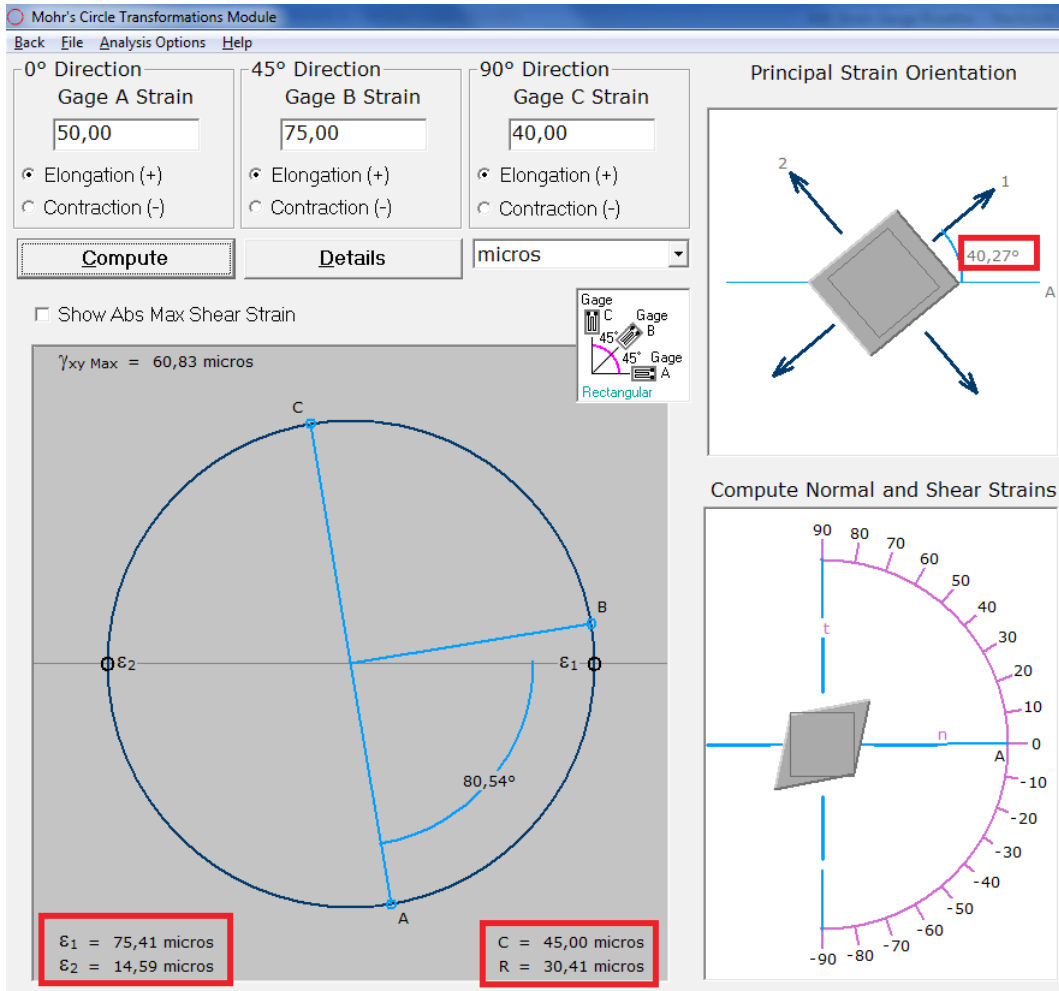 Mohr's Circle Transformations Module
Back File Analysis Options Help
0° Direction
Gage A Strain
50,00
Elongation (+)
Contraction (-)
45° Direction
Gage B Strain
75,00
Elongation (+)
Contraction (-)
90° Direction
Gage C Strain
40,00
Elongation (+)
Contraction (-)
Compute
Details
micros
Show Abs Max Shear Strain
Gage
C
Gage
B
45°
45°
Gage
A
Rectangular
γxy Max = 60,83 micros
C
B
ε2
ε1
80,54°
A
ε1 = 75,41 micros
ε2 = 14,59 micros
C = 45,00 micros
R = 30,41 micros
Principal Strain Orientation
2
1
40,27°
A
Compute Normal and Shear Strains
90
80
70
60
50
40
30
20
10
0
-10
-20
-30
-40
-50
-60
-70
-80
-90
t
n
A